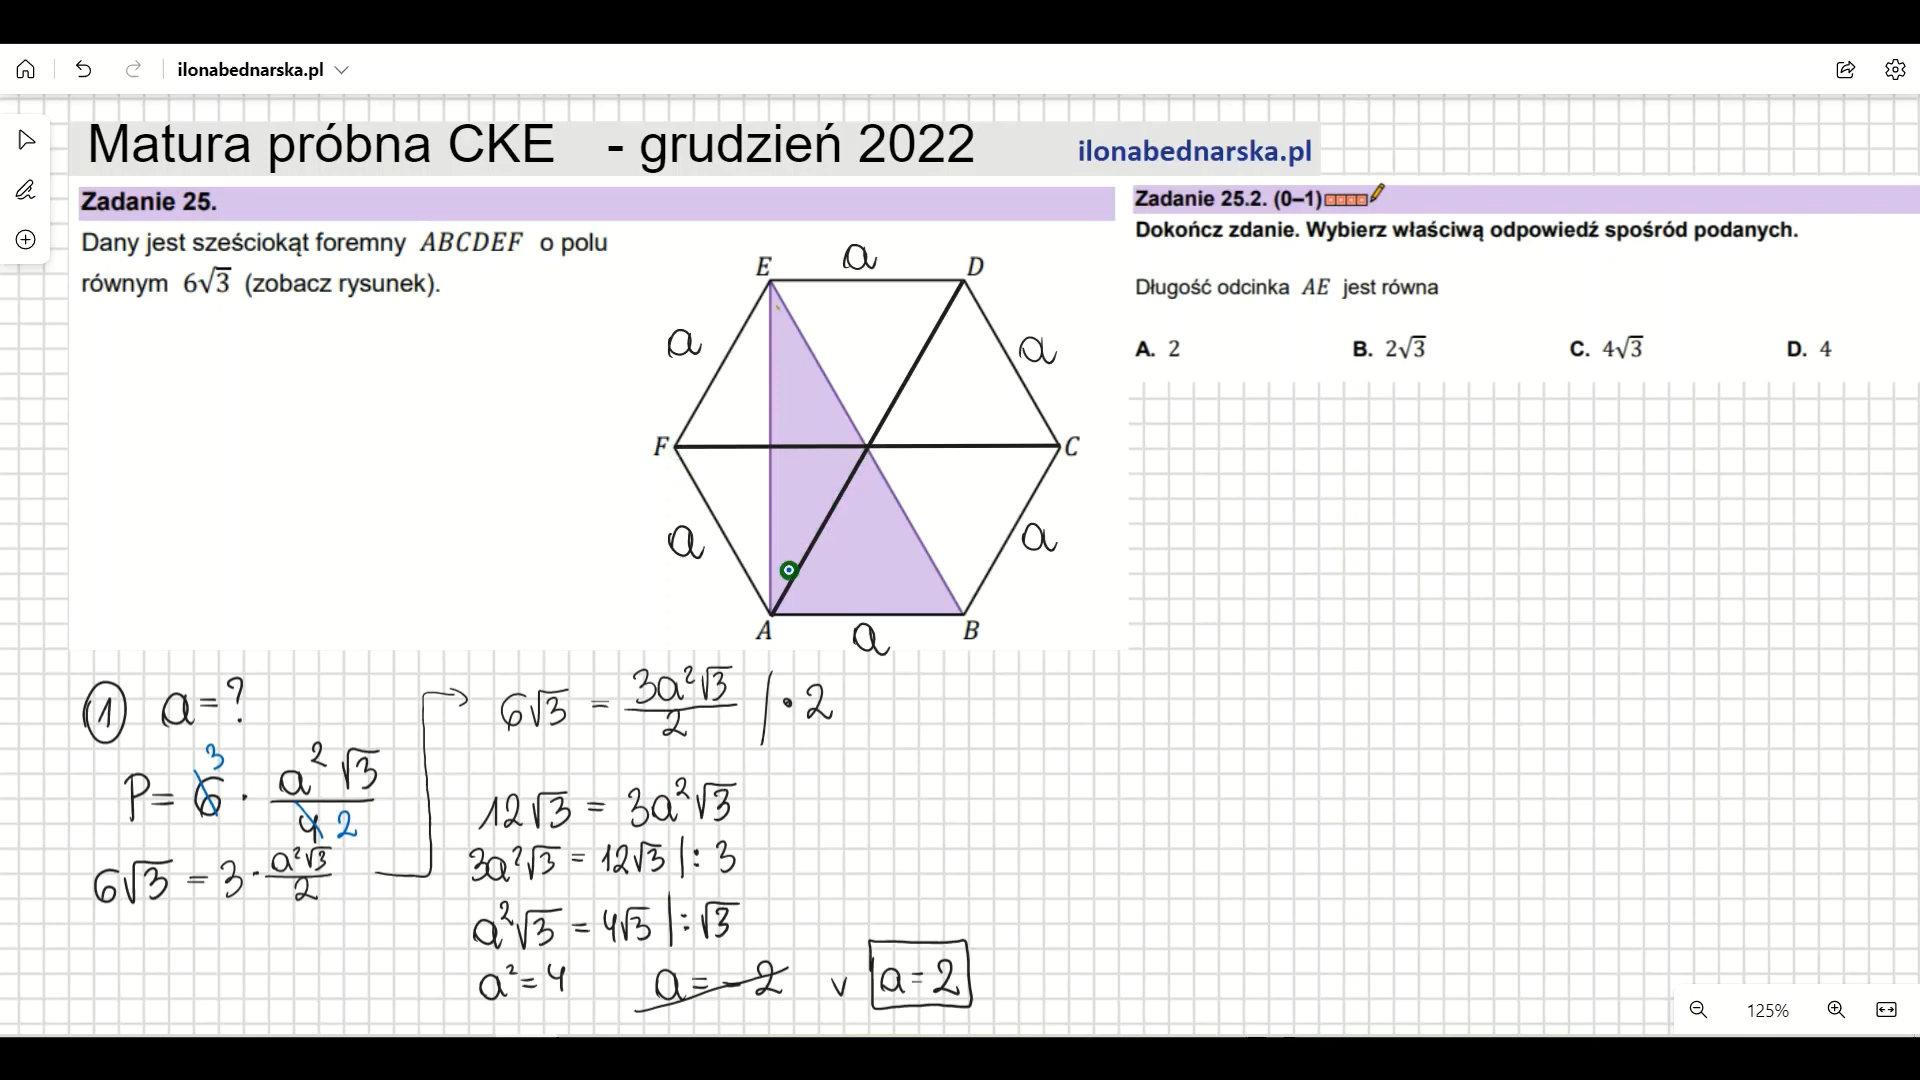 ilonabednarska.pl
Matura próbna CKE - grudzień 2022
ilonabednarska.pl
Zadanie 25.
Dany jest sześciokąt foremny ABCDEF o polu
równym 6√3 (zobacz rysunek).
E
a
D
a
a
F
C
a
a
A
a
B
Zadanie 25.2. (0–1)
Dokończ zdanie. Wybierz właściwą odpowiedź spośród podanych.
Długość odcinka AE jest równa
A. 2 B. 2√3 C. 4√3 D. 4
1 a = ?
P = 6 3 · a²√3 / 4 2
6√3 = 3 · a²√3 / 2
6√3 = 3a²√3 / 2 | · 2
12√3 = 3a²√3
3a²√3 = 12√3 | : 3
a²√3 = 4√3 | : √3
a² = 4 a = -2 v a = 2
125%